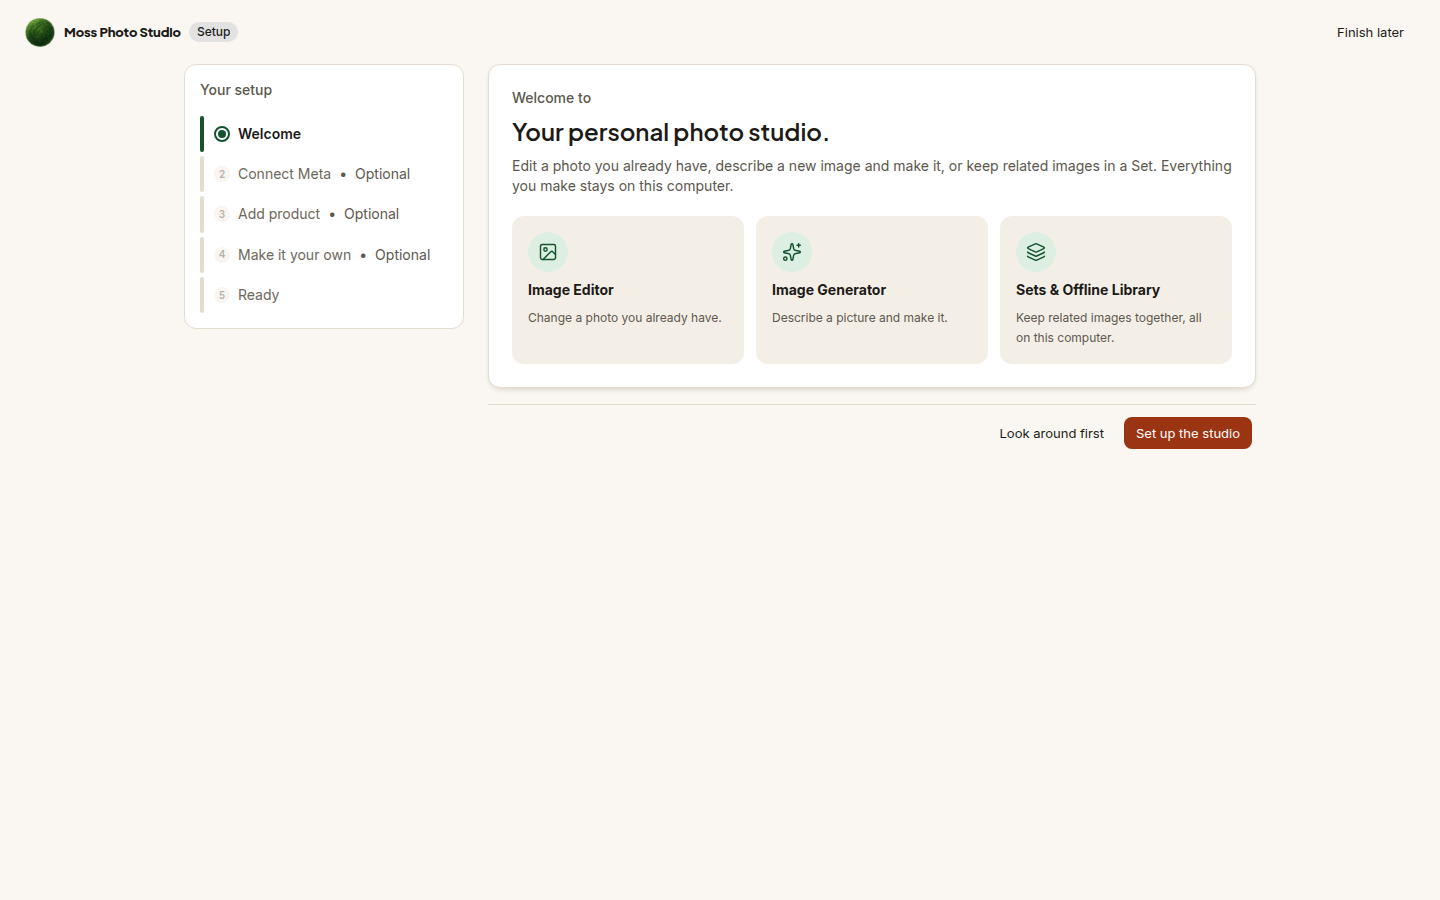 Moss Photo Studio
Setup
Finish later
Your setup
Welcome
2 Connect Meta • Optional
3 Add product • Optional
4 Make it your own • Optional
5 Ready
Welcome to
Your personal photo studio.
Edit a photo you already have, describe a new image and make it, or keep related images in a Set. Everything
you make stays on this computer.
Image Editor
Change a photo you already have.
Image Generator
Describe a picture and make it.
Sets & Offline Library
Keep related images together, all
on this computer.
Look around first
Set up the studio